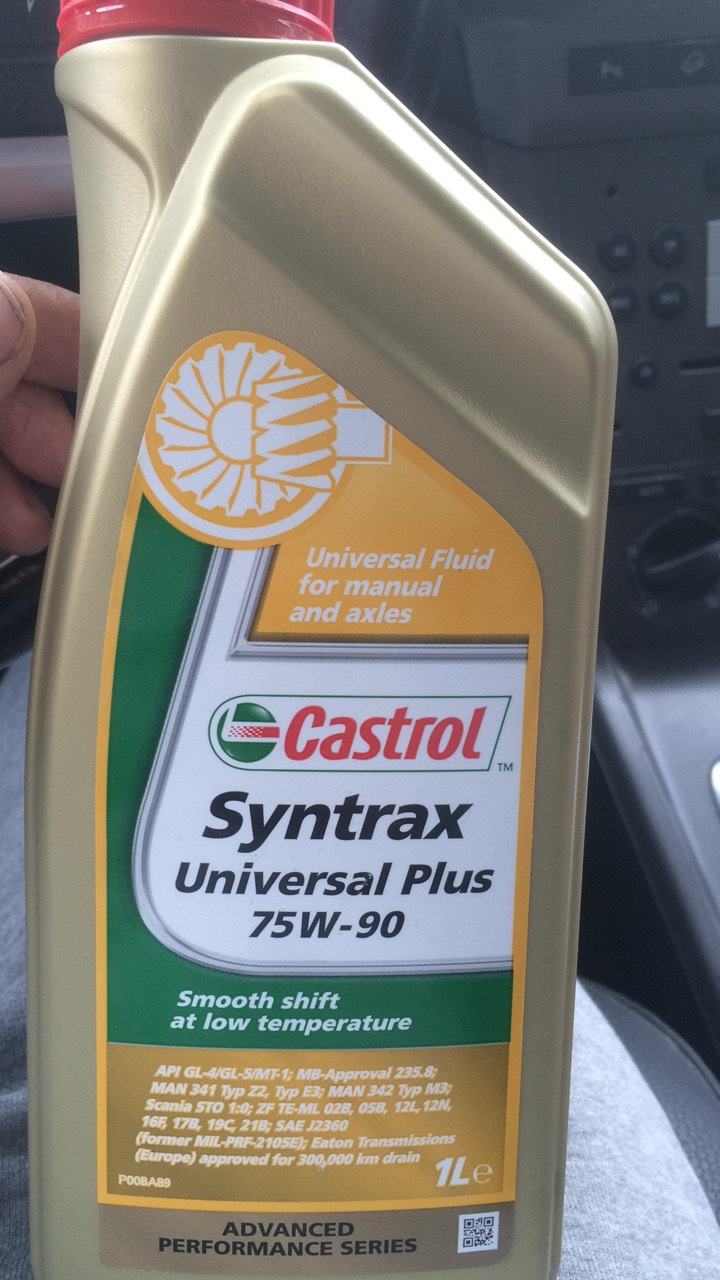 Universal Fluid
for manual
and axles
Castrol
TM
Syntrax
Universal Plus
75W-90
Smooth shift
at low temperature
API GL-4/GL-5/MT-1; MB-Approval 235.8;
MAN 341 Typ Z2, Typ E3; MAN 342 Typ M3;
Scania STO 1:0; ZF TE-ML 02B, 05B, 12L, 12N,
16F, 17B, 19C, 21B; SAE J2360
(former MIL-PRF-2105E); Eaton Transmissions
(Europe) approved for 300,000 km drain
P00BA89
1L e
ADVANCED
PERFORMANCE SERIES